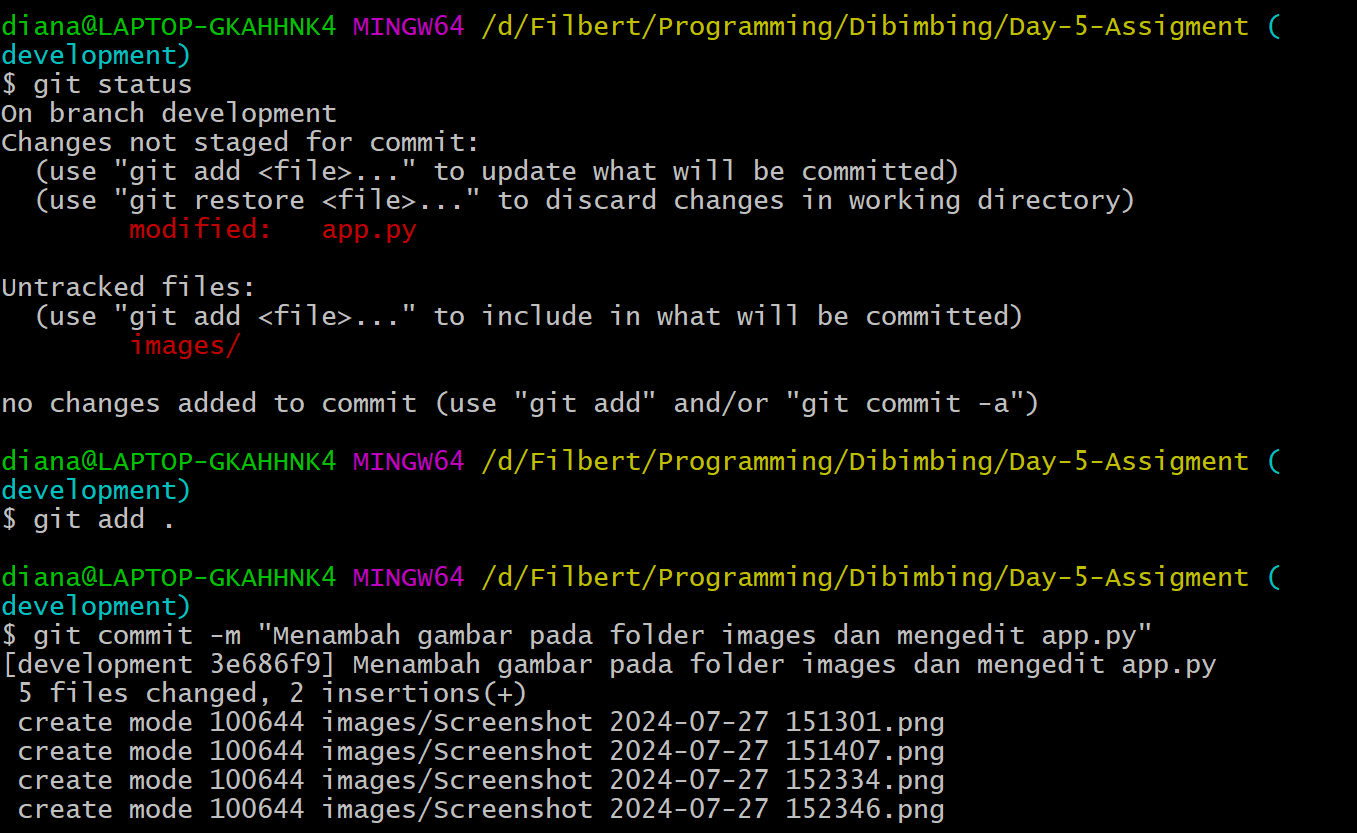 diana@LAPTOP-GKAHHNK4 MINGW64 /d/Filbert/Programming/Dibimbing/Day-5-Assigment (
development)
$ git status
On branch development
Changes not staged for commit:
  (use "git add <file>..." to update what will be committed)
  (use "git restore <file>..." to discard changes in working directory)
        modified:   app.py

Untracked files:
  (use "git add <file>..." to include in what will be committed)
        images/

no changes added to commit (use "git add" and/or "git commit -a")

diana@LAPTOP-GKAHHNK4 MINGW64 /d/Filbert/Programming/Dibimbing/Day-5-Assigment (
development)
$ git add .

diana@LAPTOP-GKAHHNK4 MINGW64 /d/Filbert/Programming/Dibimbing/Day-5-Assigment (
development)
$ git commit -m "Menambah gambar pada folder images dan mengedit app.py"
[development 3e686f9] Menambah gambar pada folder images dan mengedit app.py
 5 files changed, 2 insertions(+)
 create mode 100644 images/Screenshot 2024-07-27 151301.png
 create mode 100644 images/Screenshot 2024-07-27 151407.png
 create mode 100644 images/Screenshot 2024-07-27 152334.png
 create mode 100644 images/Screenshot 2024-07-27 152346.png